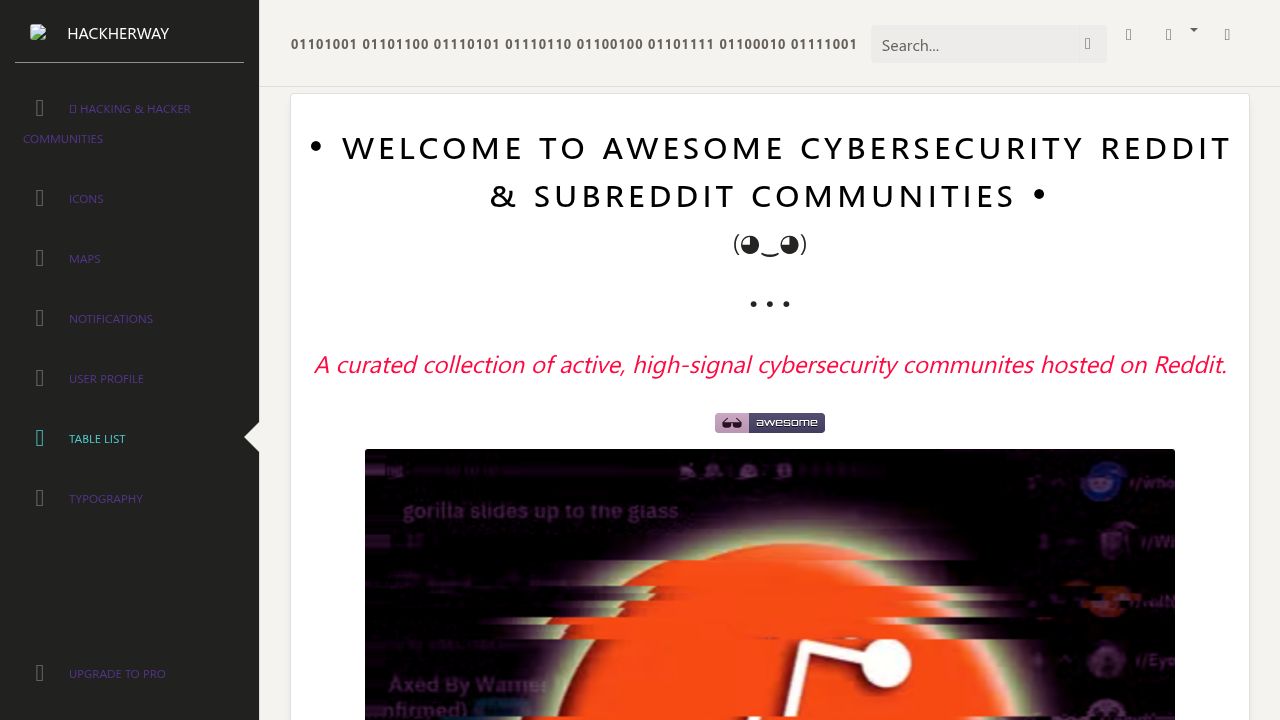 HACKHERWAY
HACKING & HACKER
COMMUNITIES
ICONS
MAPS
NOTIFICATIONS
USER PROFILE
TABLE LIST
TYPOGRAPHY
UPGRADE TO PRO
01101001 01101100 01110101 01110110 01100100 01101111 01100010 01111001
Search...
• WELCOME TO AWESOME CYBERSECURITY REDDIT
& SUBREDDIT COMMUNITIES •
(◕‿◕)
• • •
A curated collection of active, high-signal cybersecurity communites hosted on Reddit.
awesome
gorilla slides up to the glass
Axed By Warner
nfirmed)